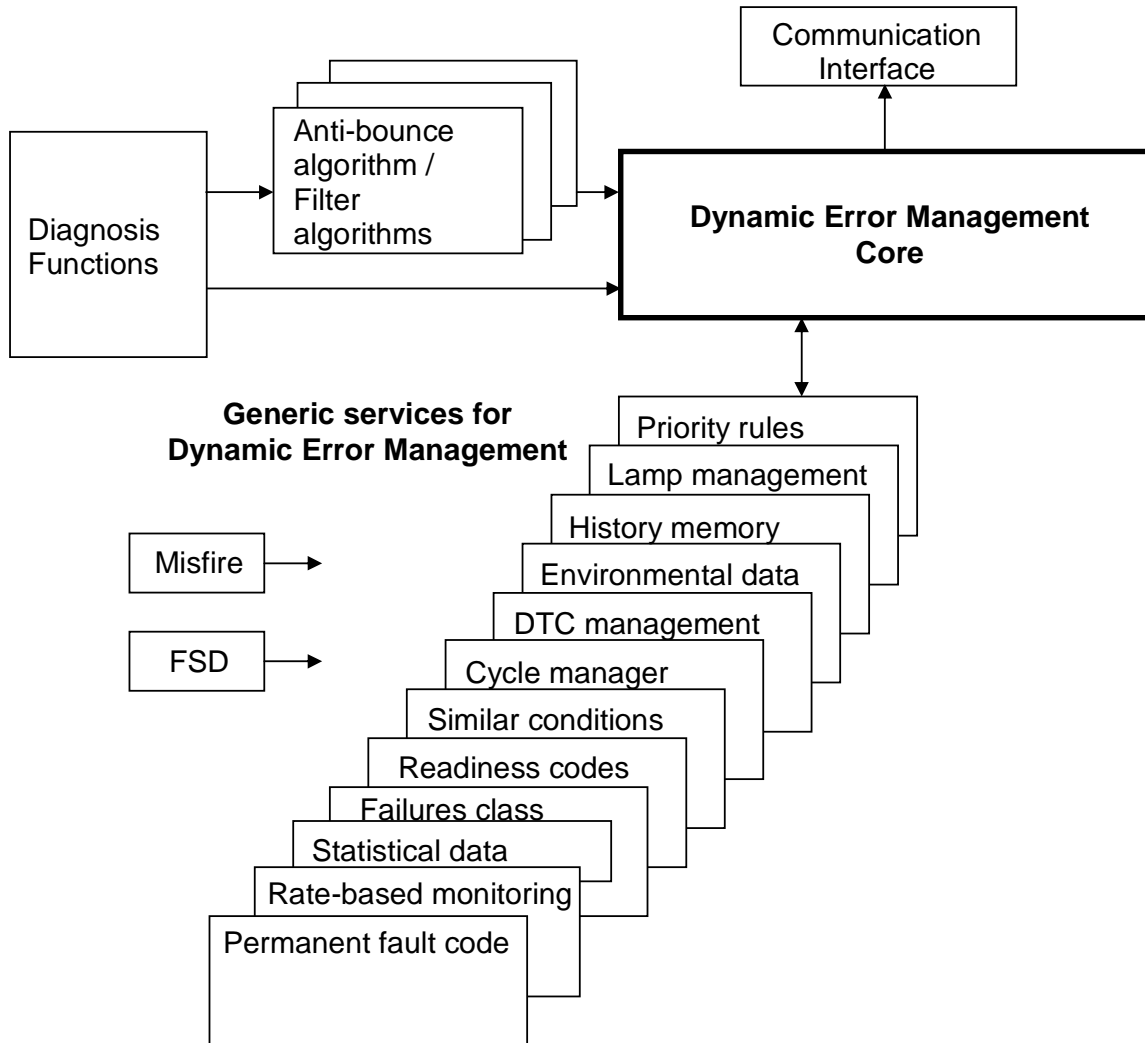 Communication
Interface
Anti-bounce
algorithm /
Filter
algorithms
Diagnosis
Functions
Dynamic Error Management
Core
Generic services for
Dynamic Error Management
Priority rules
Lamp management
History memory
Environmental data
DTC management
Cycle manager
Similar conditions
Readiness codes
Failures class
Statistical data
Rate-based monitoring
Permanent fault code
Misfire
FSD